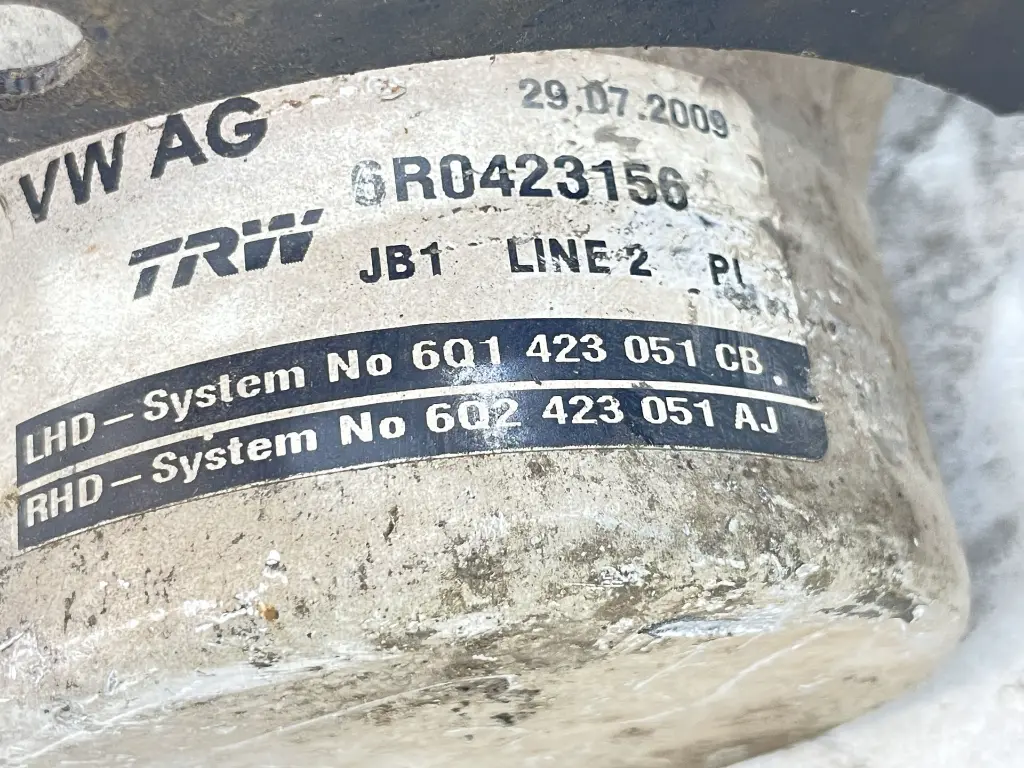 VW AG
29.07.2009
6R0423156
TRW
JB1 LINE 2 PL
LHD-System No 6Q1 423 051 CB.
RHD-System No 6Q2 423 051 AJ